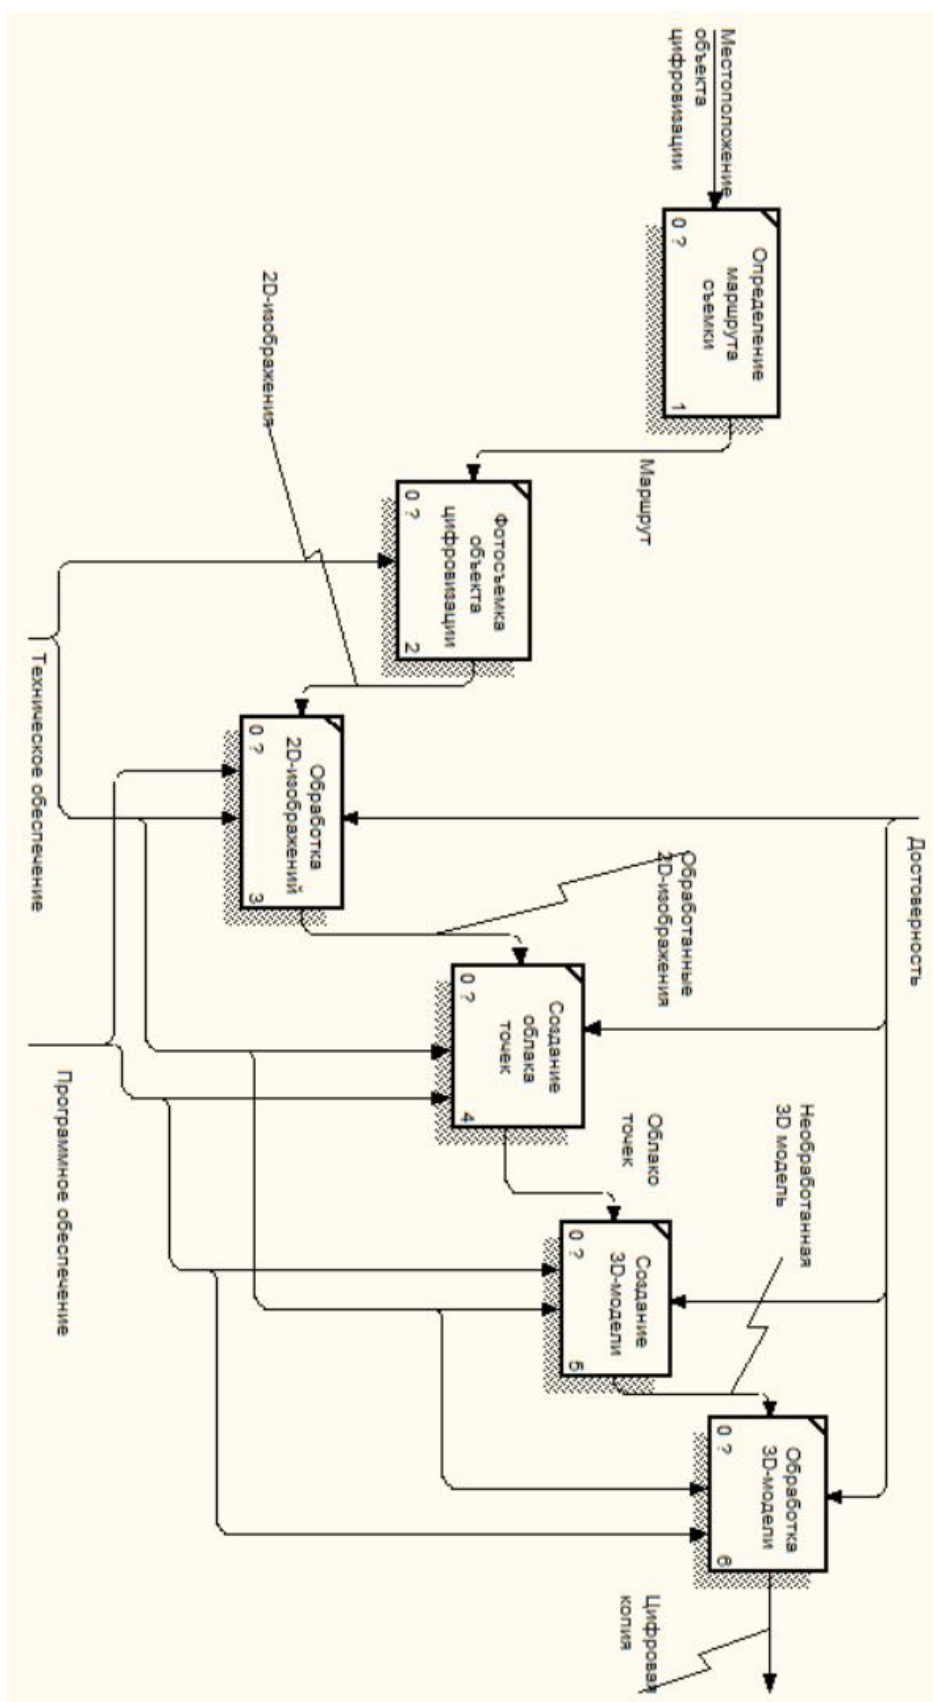 Местоположение
объекта
цифровизации
Определение
маршрута
съемки
0 ?
1
Маршрут
Фотосъемка
объекта
цифровизации
0 ?
2
2D-изображения
Обработка
2D-изображений
0 ?
3
Достоверность
Обработанные
2D-изображения
Создание
облака
точек
0 ?
4
Облако
точек
Создание
3D-модели
0 ?
5
Необработанная
3D модель
Обработка
3D-модели
0 ?
6
Цифровая
копия
Техническое обеспечение
Программное обеспечение